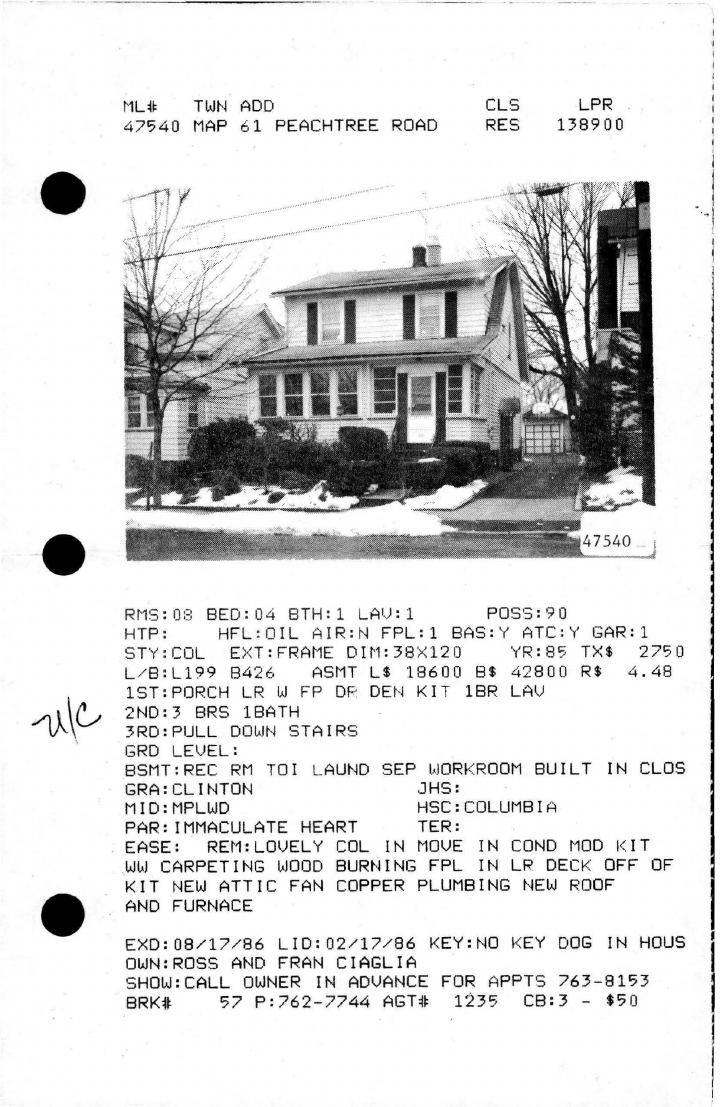 ML# TWN ADD CLS LPR
47540 MAP 61 PEACHTREE ROAD RES 138900
47540
RMS:08 BED:04 BTH:1 LAV:1 POSS:90
HTP: HFL:OIL AIR:N FPL:1 BAS:Y ATC:Y GAR:1
STY:COL EXT:FRAME DIM:38X120 YR:85 TX$ 2750
L/B:L199 B426 ASMT L$ 18600 B$ 42800 R$ 4.48
1ST:PORCH LR W FP DR DEN KIT 1BR LAV
U/C
2ND:3 BRS 1BATH
3RD:PULL DOWN STAIRS
GRD LEVEL:
BSMT:REC RM TOI LAUND SEP WORKROOM BUILT IN CLOS
GRA:CLINTON JHS:
MID:MPLWD HSC:COLUMBIA
PAR:IMMACULATE HEART TER:
EASE: REM:LOVELY COL IN MOVE IN COND MOD KIT
WW CARPETING WOOD BURNING FPL IN LR DECK OFF OF
KIT NEW ATTIC FAN COPPER PLUMBING NEW ROOF
AND FURNACE
EXD:08/17/86 LID:02/17/86 KEY:NO KEY DOG IN HOUS
OWN:ROSS AND FRAN CIAGLIA
SHOW:CALL OWNER IN ADVANCE FOR APPTS 763-8153
BRK# 57 P:762-7744 AGT# 1235 CB:3 - $50